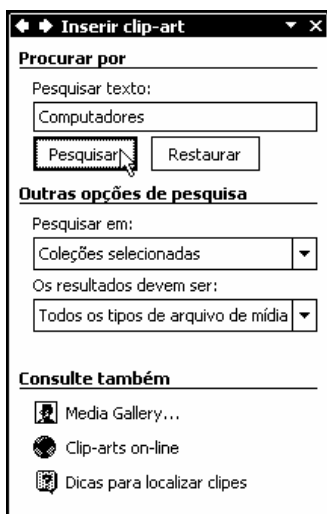 Inserir clip-art
Procurar por
Pesquisar texto:
Computadores
Pesquisar Restaurar
Outras opções de pesquisa
Pesquisar em:
Coleções selecionadas
Os resultados devem ser:
Todos os tipos de arquivo de mídia
Consulte também
Media Gallery...
Clip-arts on-line
Dicas para localizar clipes